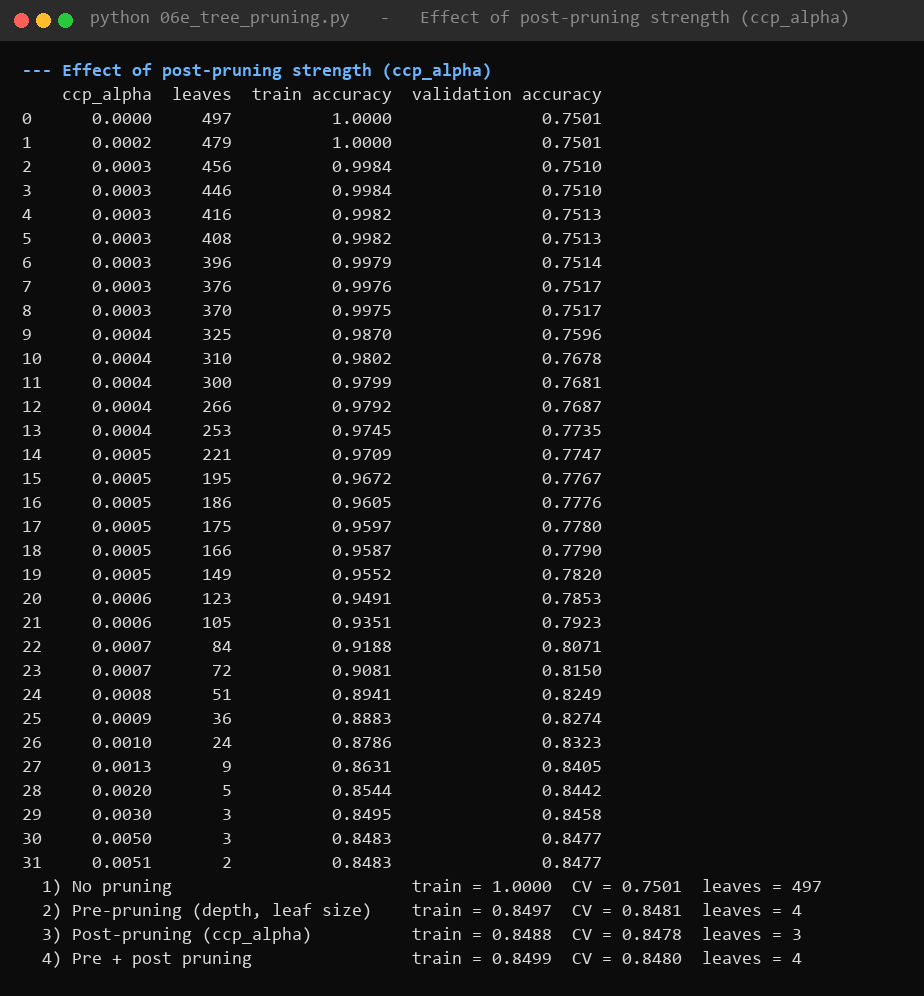 python 06e_tree_pruning.py   -   Effect of post-pruning strength (ccp_alpha)
--- Effect of post-pruning strength (ccp_alpha)
    ccp_alpha  leaves  train accuracy  validation accuracy
0      0.0000     497          1.0000               0.7501
1      0.0002     479          1.0000               0.7501
2      0.0003     456          0.9984               0.7510
3      0.0003     446          0.9984               0.7510
4      0.0003     416          0.9982               0.7513
5      0.0003     408          0.9982               0.7513
6      0.0003     396          0.9979               0.7514
7      0.0003     376          0.9976               0.7517
8      0.0003     370          0.9975               0.7517
9      0.0004     325          0.9870               0.7596
10     0.0004     310          0.9802               0.7678
11     0.0004     300          0.9799               0.7681
12     0.0004     266          0.9792               0.7687
13     0.0004     253          0.9745               0.7735
14     0.0005     221          0.9709               0.7747
15     0.0005     195          0.9672               0.7767
16     0.0005     186          0.9605               0.7776
17     0.0005     175          0.9597               0.7780
18     0.0005     166          0.9587               0.7790
19     0.0005     149          0.9552               0.7820
20     0.0006     123          0.9491               0.7853
21     0.0006     105          0.9351               0.7923
22     0.0007      84          0.9188               0.8071
23     0.0007      72          0.9081               0.8150
24     0.0008      51          0.8941               0.8249
25     0.0009      36          0.8883               0.8274
26     0.0010      24          0.8786               0.8323
27     0.0013       9          0.8631               0.8405
28     0.0020       5          0.8544               0.8442
29     0.0030       3          0.8495               0.8458
30     0.0050       3          0.8483               0.8477
31     0.0051       2          0.8483               0.8477
  1) No pruning                        train = 1.0000  CV = 0.7501  leaves = 497
  2) Pre-pruning (depth, leaf size)    train = 0.8497  CV = 0.8481  leaves = 4
  3) Post-pruning (ccp_alpha)          train = 0.8488  CV = 0.8478  leaves = 3
  4) Pre + post pruning                train = 0.8499  CV = 0.8480  leaves = 4